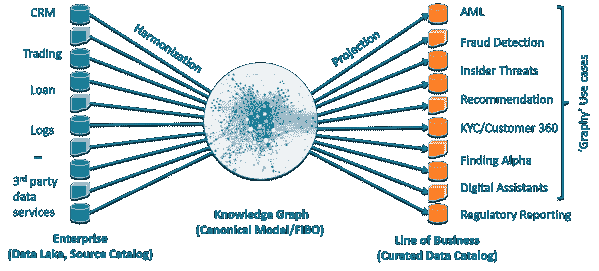 CRM
Trading
Loan
Logs
–
3rd party
data
services
Harmonization
Projection
Knowledge Graph
(Canonical Model/FIBO)
Enterprise
(Data Lake, Source Catalog)
AML
Fraud Detection
Insider Threats
Recommendation
KYC/Customer 360
Finding Alpha
Digital Assistants
Regulatory Reporting
'Graphy' Use cases
Line of Business
(Curated Data Catalog)